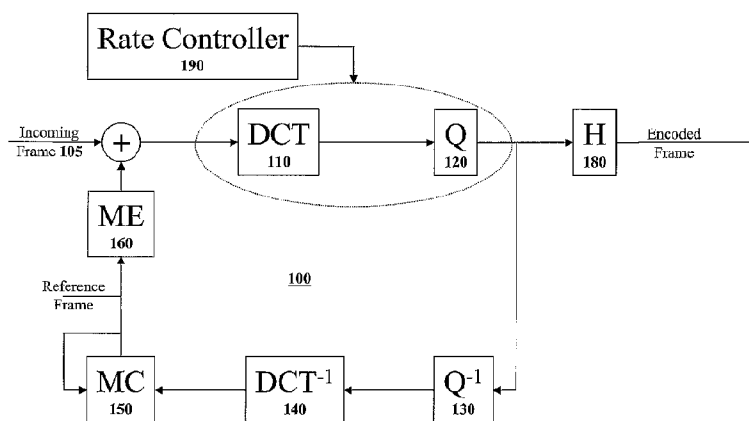 Rate Controller
190
Incoming
Frame 105
+
DCT
110
Q
120
H
180
Encoded
Frame
ME
160
Reference
Frame
100
MC
150
DCT-1
140
Q-1
130